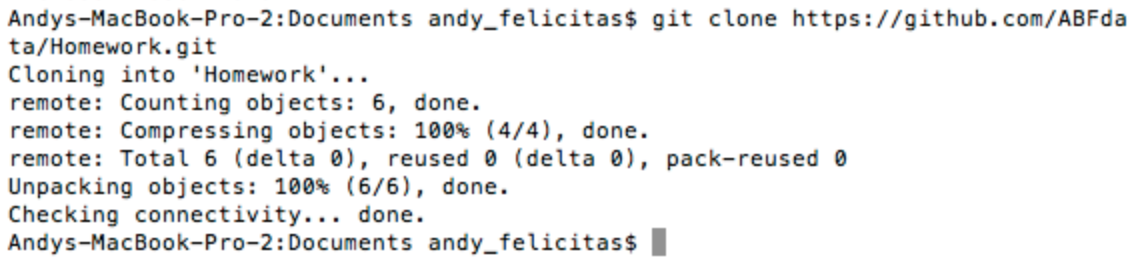 Andys-MacBook-Pro-2:Documents andy_felicitas$ git clone https://github.com/ABFda
ta/Homework.git
Cloning into 'Homework'...
remote: Counting objects: 6, done.
remote: Compressing objects: 100% (4/4), done.
remote: Total 6 (delta 0), reused 0 (delta 0), pack-reused 0
Unpacking objects: 100% (6/6), done.
Checking connectivity... done.
Andys-MacBook-Pro-2:Documents andy_felicitas$